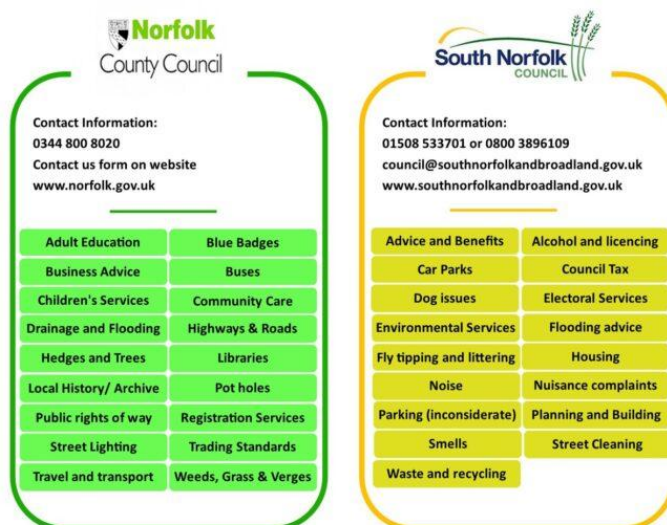 Norfolk
County Council
Contact Information:
0344 800 8020
Contact us form on website
www.norfolk.gov.uk
Adult Education
Blue Badges
Business Advice
Buses
Children's Services
Community Care
Drainage and Flooding
Highways & Roads
Hedges and Trees
Libraries
Local History/ Archive
Pot holes
Public rights of way
Registration Services
Street Lighting
Trading Standards
Travel and transport
Weeds, Grass & Verges
South Norfolk
COUNCIL
Contact Information:
01508 533701 or 0800 3896109
council@southnorfolkandbroadland.gov.uk
www.southnorfolkandbroadland.gov.uk
Advice and Benefits
Alcohol and licencing
Car Parks
Council Tax
Dog issues
Electoral Services
Environmental Services
Flooding advice
Fly tipping and littering
Housing
Noise
Nuisance complaints
Parking (inconsiderate)
Planning and Building
Smells
Street Cleaning
Waste and recycling